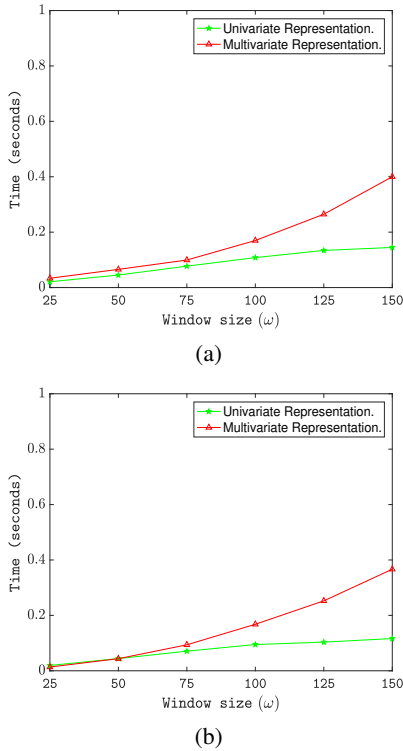 1
Univariate Representation.
Multivariate Representation.
0.8
0.6
0.4
0.2
0
Time (seconds)
25 50 75 100 125 150
Window size (ω)
(a)
1
Univariate Representation.
Multivariate Representation.
0.8
0.6
0.4
0.2
0
Time (seconds)
25 50 75 100 125 150
Window size (ω)
(b)